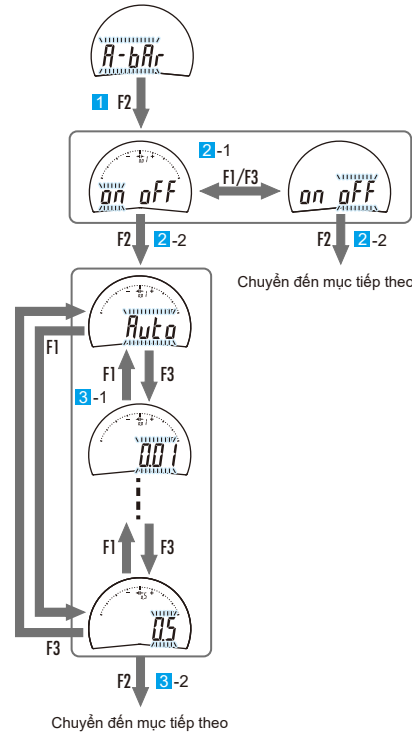 A-bAr
1 F2
2-1
on oFF
F1/F3
on oFF
F2 2-2
F2 2-2
Chuyển đến mục tiếp theo
Auto
F1
F1
F3
3-1
0.01
F1
F3
0.5
F3
F2 3-2
Chuyển đến mục tiếp theo